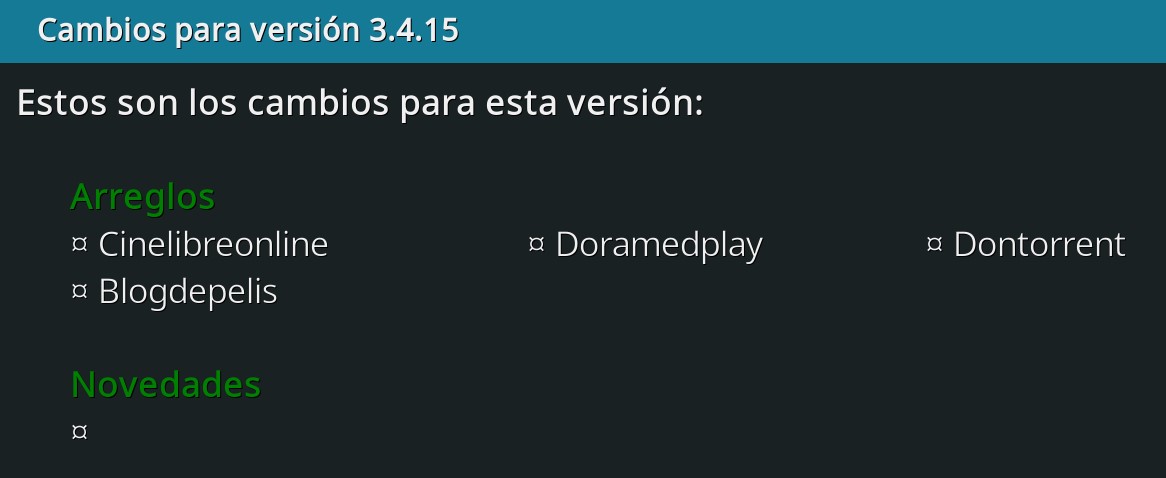 Cambios para versión 3.4.15
Estos son los cambios para esta versión:
Arreglos
¤ Cinelibreonline ¤ Doramedplay ¤ Dontorrent
¤ Blogdepelis
Novedades
¤